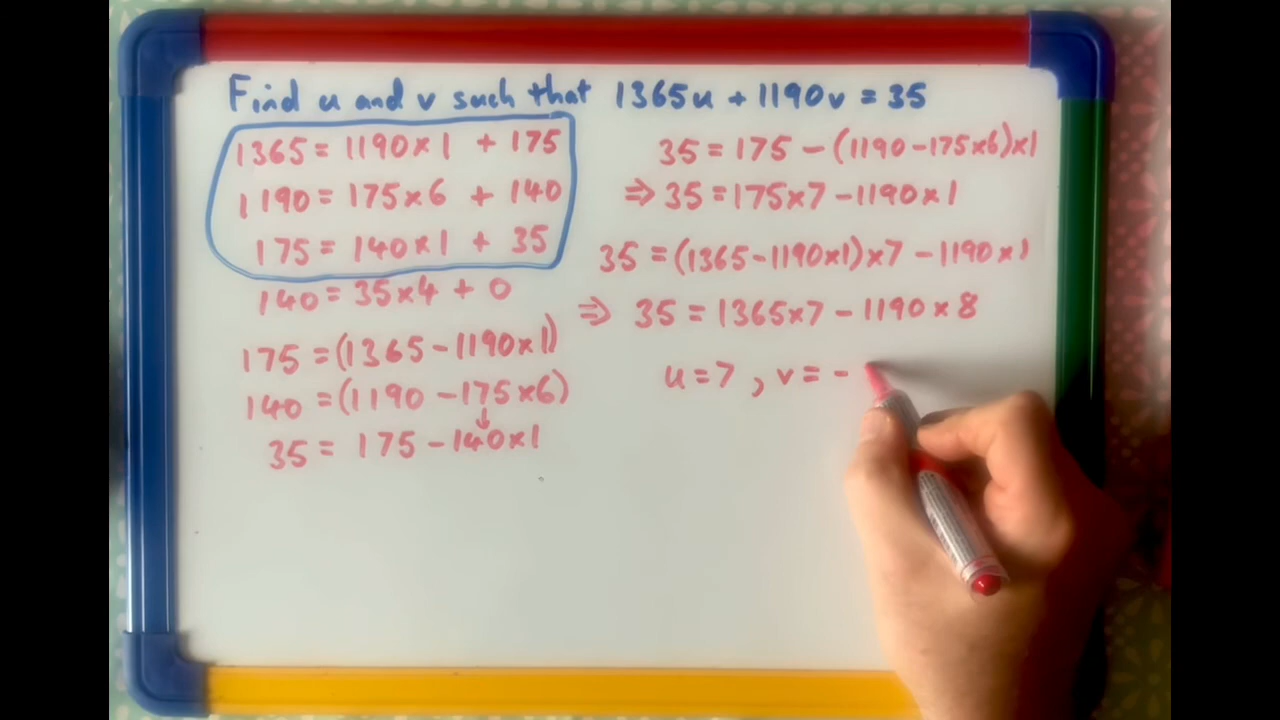 Find u and v such that 1365u + 1190v = 35
1365 = 1190×1 + 175
1190 = 175×6 + 140
175 = 140×1 + 35
140 = 35×4 + 0
175 = (1365 - 1190×1)
140 = (1190 - 175×6)
↓
35 = 175 - 140×1
35 = 175 - (1190 - 175×6)×1
⇒ 35 = 175×7 - 1190×1
35 = (1365 - 1190×1)×7 - 1190×1
⇒ 35 = 1365×7 - 1190×8
u = 7 , v = -